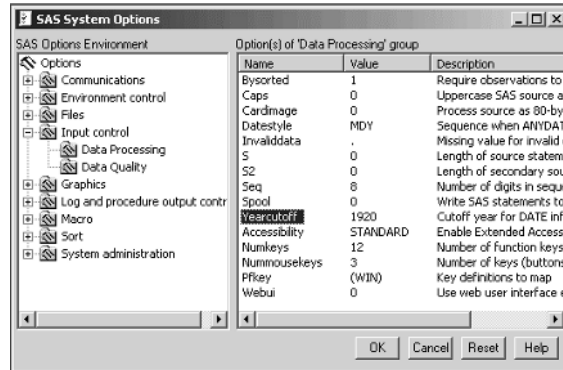 SAS System Options
SAS Options Environment
Options
Communications
Environment control
Files
Input control
Data Processing
Data Quality
Graphics
Log and procedure output contr
Macro
Sort
System administration
Option(s) of 'Data Processing' group
Name Value Description
Bysorted 1 Require observations to
Caps 0 Uppercase SAS source a
Cardimage 0 Process source as 80-by
Datestyle MDY Sequence when ANYDAT
Invaliddata . Missing value for invalid
S 0 Length of source statem
S2 0 Length of secondary sou
Seq 8 Number of digits in seque
Spool 0 Write SAS statements to
Yearcutoff 1920 Cutoff year for DATE inf
Accessibility STANDARD Enable Extended Access
Numkeys 12 Number of function keys
Nummousekeys 3 Number of keys (buttons
Pfkey (WIN) Key definitions to map
Webui 0 Use web user interface e
OK Cancel Reset Help